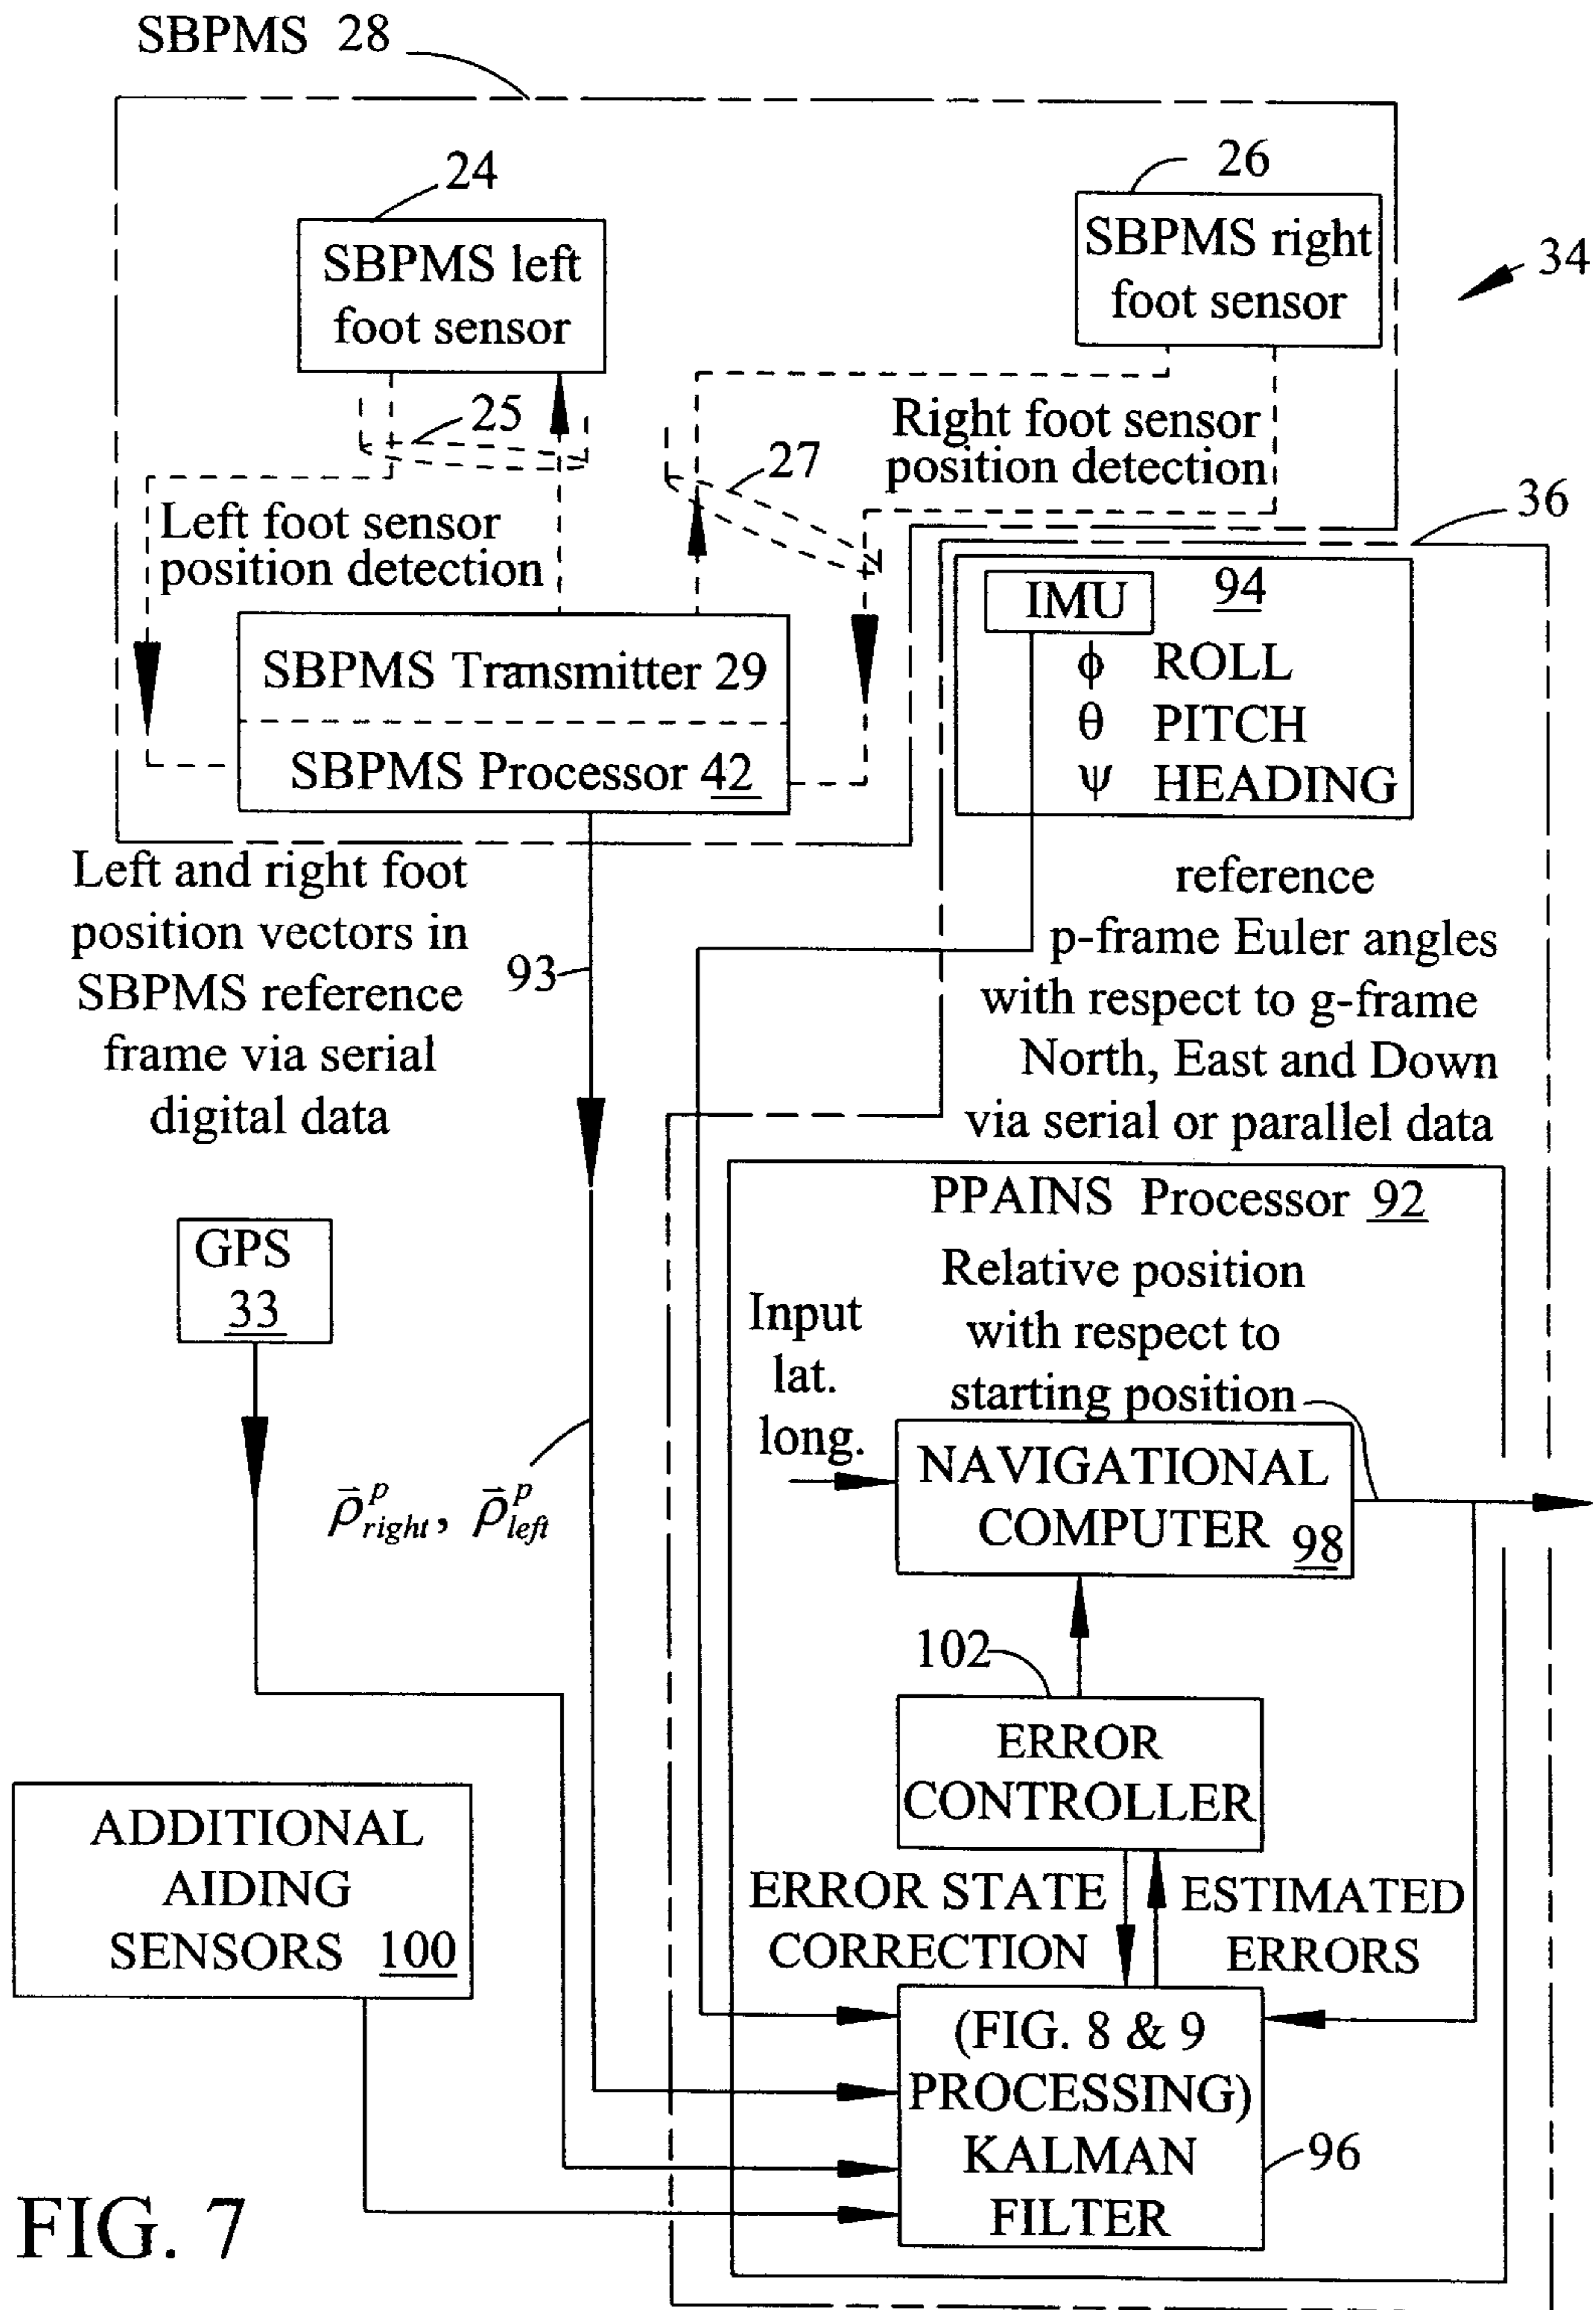 SBPMS 28
24
26
SBPMS left
foot sensor
SBPMS right
foot sensor
34
25
Right foot sensor
position detection
27
36
Left foot sensor
position detection
IMU
94
ϕ ROLL
θ PITCH
ψ HEADING
SBPMS Transmitter 29
SBPMS Processor 42
Left and right foot
position vectors in
SBPMS reference
frame via serial
digital data
93
reference
p-frame Euler angles
with respect to g-frame
North, East and Down
via serial or parallel data
PPAINS Processor 92
GPS
33
Relative position
with respect to
starting position
Input
lat.
long.
NAVIGATIONAL
COMPUTER 98
ρ⃗ᵖ_right, ρ⃗ᵖ_left
102
ERROR
CONTROLLER
ADDITIONAL
AIDING
SENSORS 100
ERROR STATE
CORRECTION
ESTIMATED
ERRORS
(FIG. 8 & 9
PROCESSING)
KALMAN
FILTER
96
FIG. 7